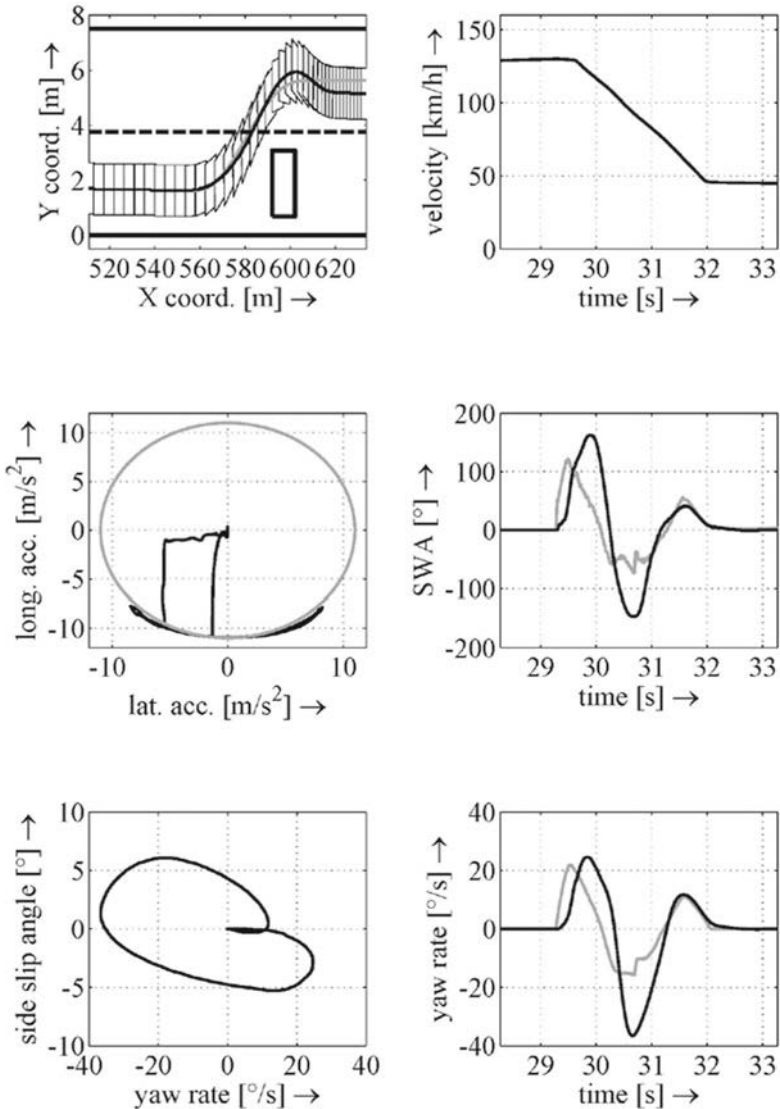 8
6
4
2
0
Y coord. [m] →
520 540 560 580 600 620
X coord. [m] →
150
100
50
0
velocity [km/h] →
29 30 31 32 33
time [s] →
10
5
0
-5
-10
long. acc. [m/s²] →
-10 0 10
lat. acc. [m/s²] →
200
100
0
-100
-200
SWA [°] →
29 30 31 32 33
time [s] →
10
5
0
-5
-10
side slip angle [°] →
-40 -20 0 20 40
yaw rate [°/s] →
40
20
0
-20
-40
yaw rate [°/s] →
29 30 31 32 33
time [s] →